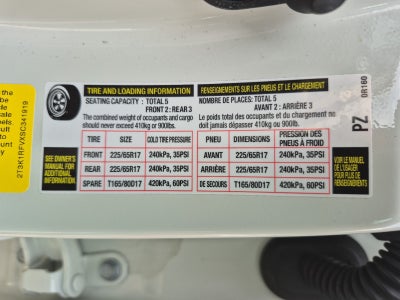 TIRE AND LOADING INFORMATION
SEATING CAPACITY : TOTAL 5
FRONT 2 : REAR 3
The combined weight of occupants and cargo
should never exceed 410kg or 900lbs.
RENSEIGNEMENTS SUR LES PNEUS ET LE CHARGEMENT
NOMBRE DE PLACES: TOTAL 5
AVANT 2 : ARRIÈRE 3
Le poids total des occupants et du chargement ne
doit jamais dépasser 410kg ou 900lb.
SEE OWNER'S
MANUAL FOR
ADDITIONAL
INFORMATION
TIRE SIZE COLD TIRE PRESSURE
FRONT 225/65R17 240kPa, 35PSI
REAR 225/65R17 240kPa, 35PSI
SPARE T165/80D17 420kPa, 60PSI
PNEU DIMENSIONS PRESSION DES PNEUS À FROID
AVANT 225/65R17 240kPa, 35PSI
ARRIÈRE 225/65R17 240kPa, 35PSI
DE SECOURS T165/80D17 420kPa, 60PSI
VOIR LE MANUEL
DE L'USAGER
POUR PLUS DE
RENSEIGNEMENTS
PZ
0R160
2T3K1RFVXSC341919